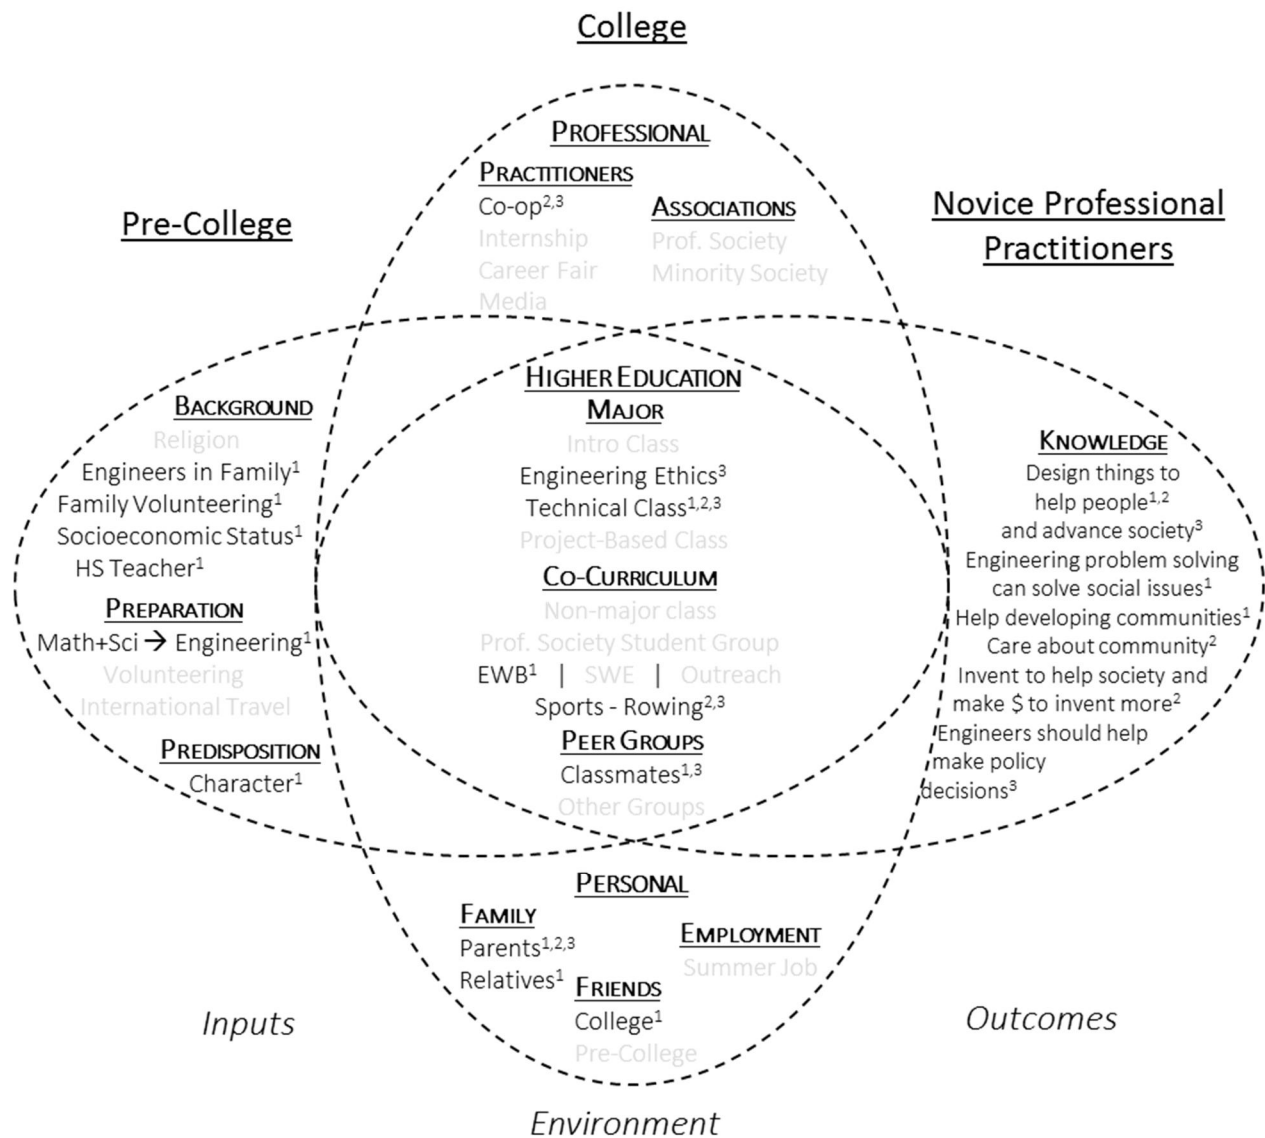 College
Pre-College
Novice Professional
Practitioners
PROFESSIONAL
PRACTITIONERS
Co-op2,3
Internship
Career Fair
Media
ASSOCIATIONS
Prof. Society
Minority Society
BACKGROUND
Religion
Engineers in Family1
Family Volunteering1
Socioeconomic Status1
HS Teacher1
PREPARATION
Math+Sci → Engineering1
Volunteering
International Travel
PREDISPOSITION
Character1
HIGHER EDUCATION
MAJOR
Intro Class
Engineering Ethics3
Technical Class1,2,3
Project-Based Class
CO-CURRICULUM
Non-major class
Prof. Society Student Group
EWB1 | SWE | Outreach
Sports - Rowing2,3
PEER GROUPS
Classmates1,3
Other Groups
KNOWLEDGE
Design things to
help people1,2
and advance society3
Engineering problem solving
can solve social issues1
Help developing communities1
Care about community2
Invent to help society and
make $ to invent more2
Engineers should help
make policy
decisions3
PERSONAL
FAMILY
Parents1,2,3
Relatives1
FRIENDS
College1
Pre-College
EMPLOYMENT
Summer Job
Inputs
Environment
Outcomes